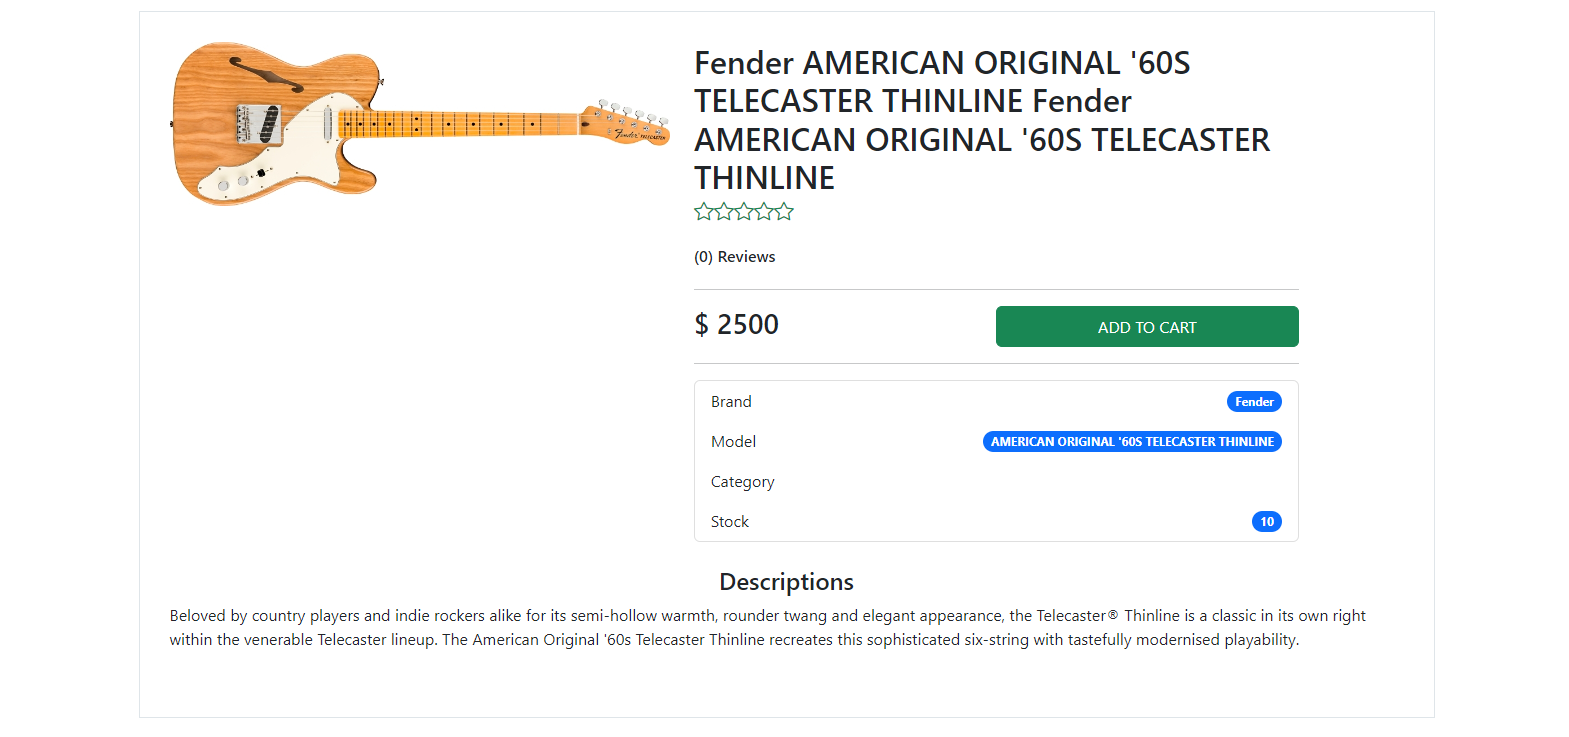 Fender AMERICAN ORIGINAL '60S
TELECASTER THINLINE Fender
AMERICAN ORIGINAL '60S TELECASTER
THINLINE
(0) Reviews
$ 2500
ADD TO CART
Brand
Fender
Model
AMERICAN ORIGINAL '60S TELECASTER THINLINE
Category
Stock
10
Descriptions
Beloved by country players and indie rockers alike for its semi-hollow warmth, rounder twang and elegant appearance, the Telecaster® Thinline is a classic in its own right
within the venerable Telecaster lineup. The American Original '60s Telecaster Thinline recreates this sophisticated six-string with tastefully modernised playability.
Fender TELECASTER